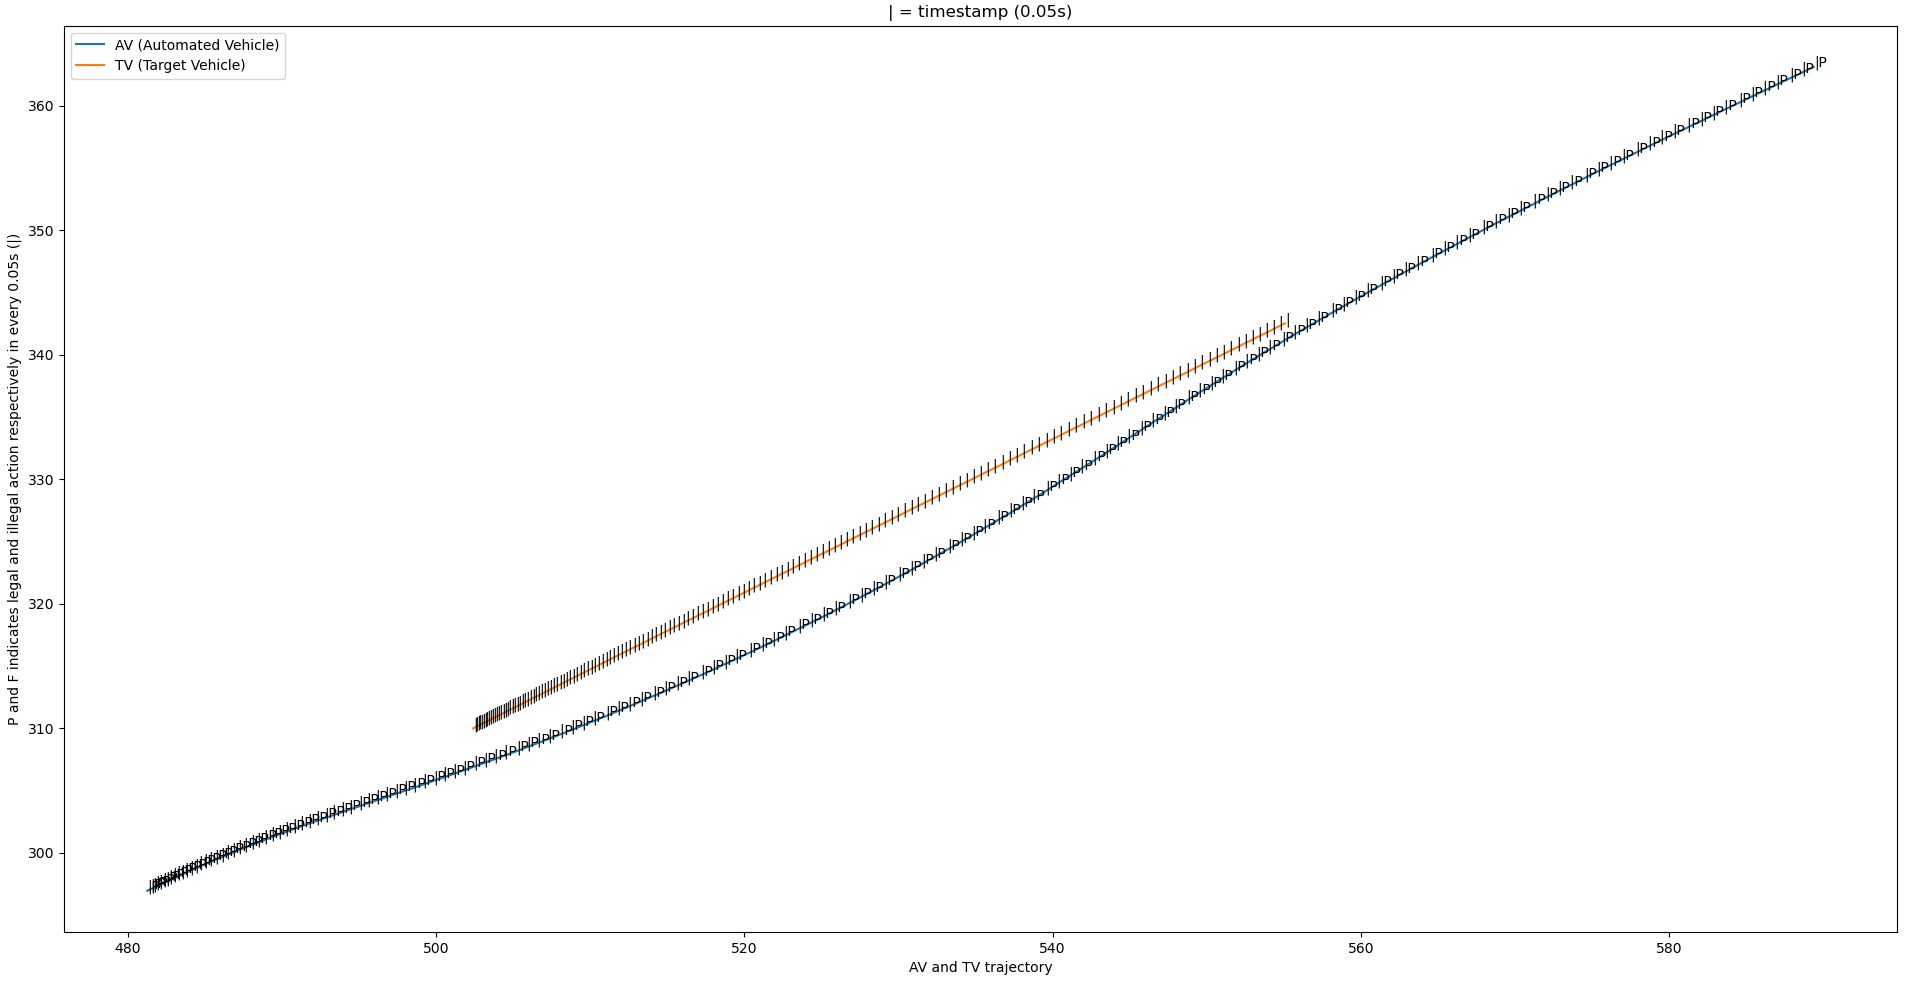 | = timestamp (0.05s)
AV (Automated Vehicle)
TV (Target Vehicle)
P and F indicates legal and illegal action respectively in every 0.05s (|)
360
350
340
330
320
310
300
480
500
520
540
560
580
AV and TV trajectory